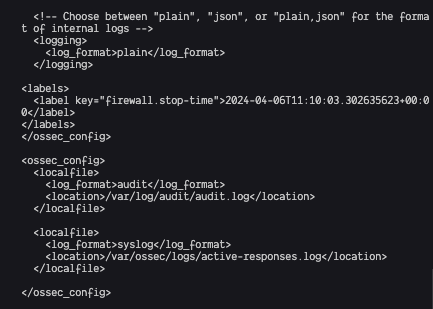 <!-- Choose between "plain", "json", or "plain,json" for the forma
t of internal logs -->
<logging>
<log_format>plain</log_format>
</logging>
<labels>
<label key="firewall.stop-time">2024-04-06T11:10:03.302635623+00:0
0</label>
</labels>
</ossec_config>
<ossec_config>
<localfile>
<log_format>audit</log_format>
<location>/var/log/audit/audit.log</location>
</localfile>
<localfile>
<log_format>syslog</log_format>
<location>/var/ossec/logs/active-responses.log</location>
</localfile>
</ossec_config>